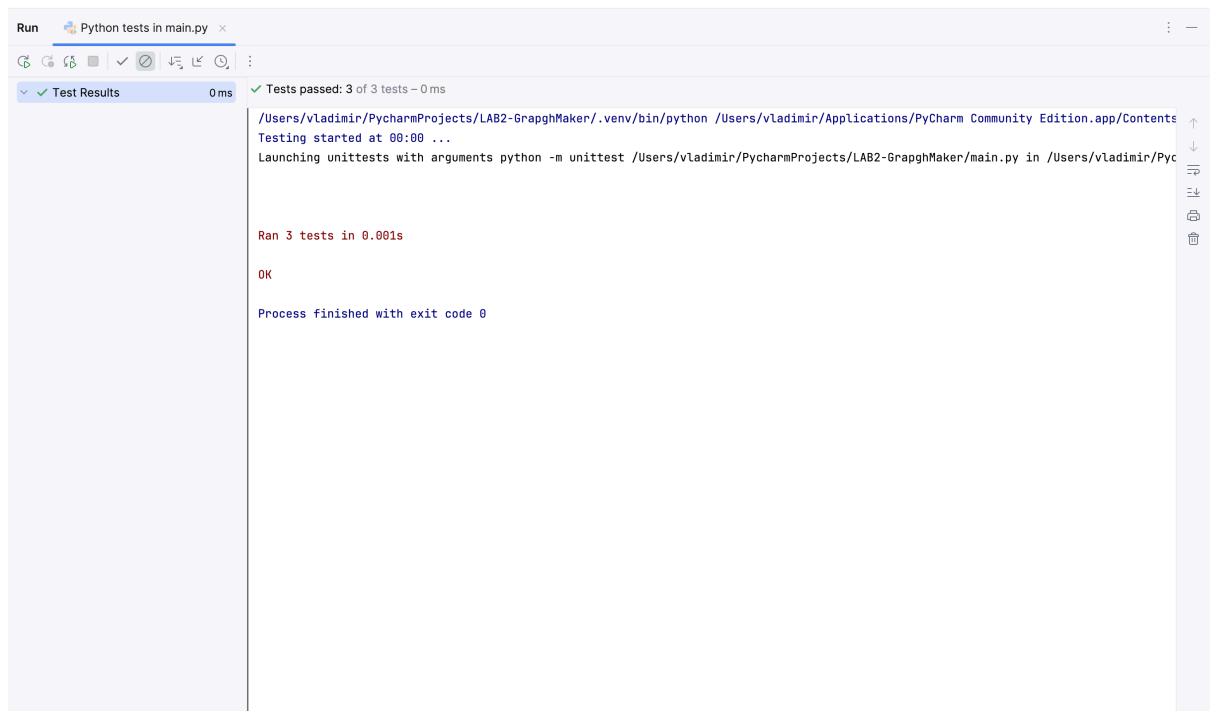 Run Python tests in main.py
Test Results 0 ms
Tests passed: 3 of 3 tests – 0 ms
/Users/vladimir/PycharmProjects/LAB2-GrapghMaker/.venv/bin/python /Users/vladimir/Applications/PyCharm Community Edition.app/Contents
Testing started at 00:00 ...
Launching unittests with arguments python -m unittest /Users/vladimir/PycharmProjects/LAB2-GrapghMaker/main.py in /Users/vladimir/Pyc
Ran 3 tests in 0.001s
OK
Process finished with exit code 0